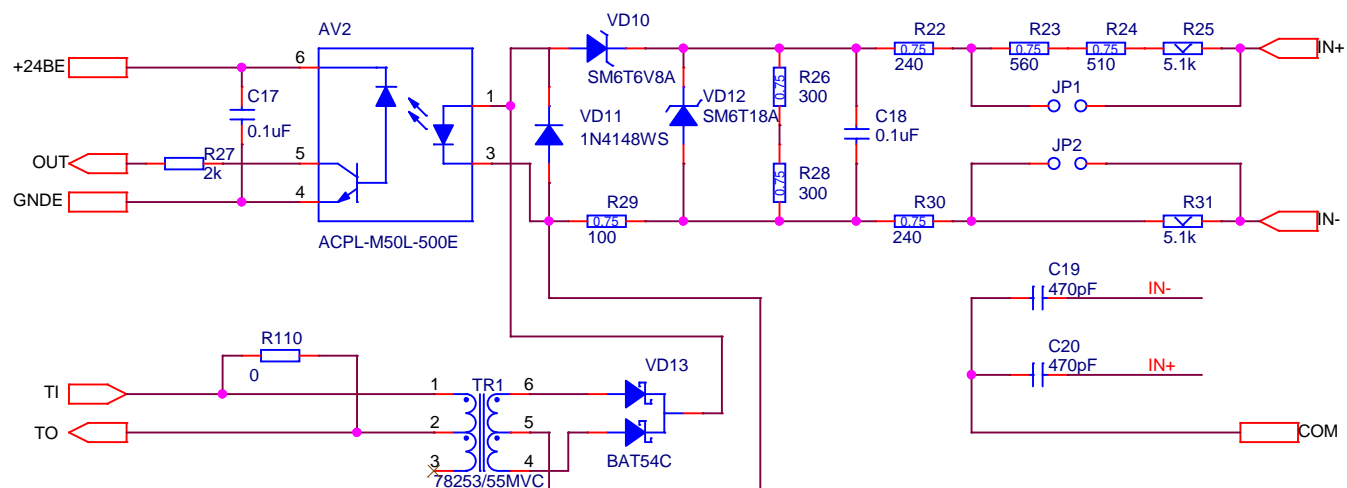 AV2
VD10
R22
R23
R24
R25
+24BE
6
1
SM6T6V8A
0.75
240
0.75
560
0.75
510
5.1k
IN+
C17
0.1uF
VD11
1N4148WS
VD12
SM6T18A
0.75
R26
300
C18
0.1uF
JP1
JP2
OUT
R27
2k
5
3
GNDE
4
ACPL-M50L-500E
R29
0.75
100
0.75
R28
300
R30
0.75
240
R31
5.1k
IN-
C19
470pF
IN-
C20
470pF
IN+
COM
R110
0
TI
TO
1
2
3
TR1
6
5
4
78253/55MVC
VD13
BAT54C